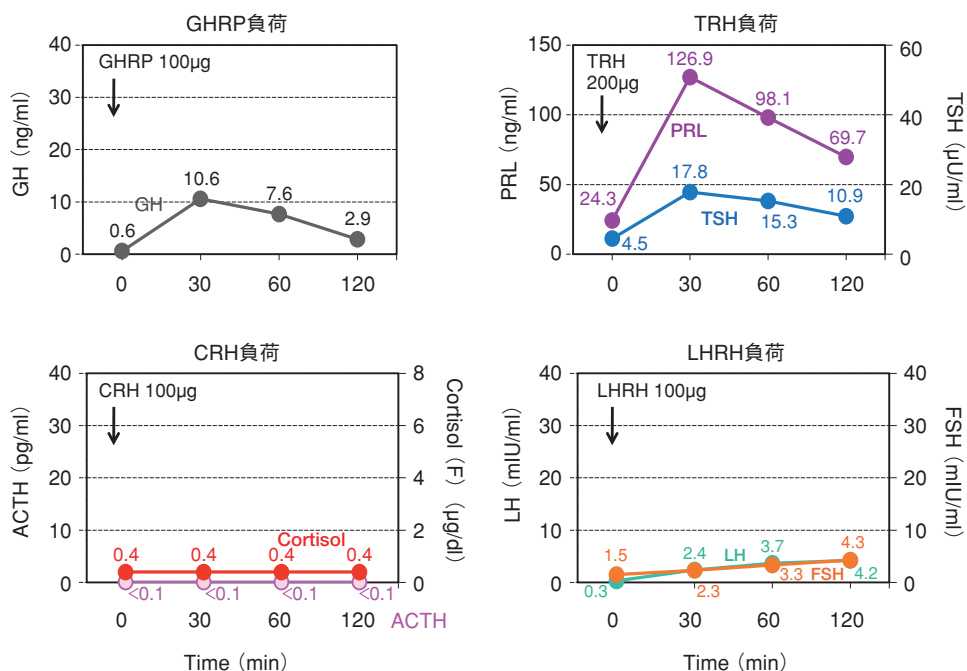 GHRP負荷
GH（ng/ml）
40
30
20
10
0
GHRP 100µg
GH
0.6
10.6
7.6
2.9
0 30 60 120
TRH負荷
PRL（ng/ml）
150
100
50
0
TRH
200µg
PRL
24.3
126.9
98.1
69.7
TSH
4.5
17.8
15.3
10.9
60
40
20
0
TSH（µU/ml）
0 30 60 120
CRH負荷
ACTH（pg/ml）
40
30
20
10
0
CRH 100µg
Cortisol
0.4 0.4 0.4 0.4
<0.1 <0.1 <0.1 <0.1
ACTH
8
6
4
2
0
Cortisol（F）（µg/dl）
0 30 60 120
Time（min）
LHRH負荷
LH（mIU/ml）
40
30
20
10
0
LHRH 100µg
1.5
2.4
LH
3.7
4.3
0.3
2.3
3.3
FSH
4.2
40
30
20
10
0
FSH（mIU/ml）
0 30 60 120
Time（min）